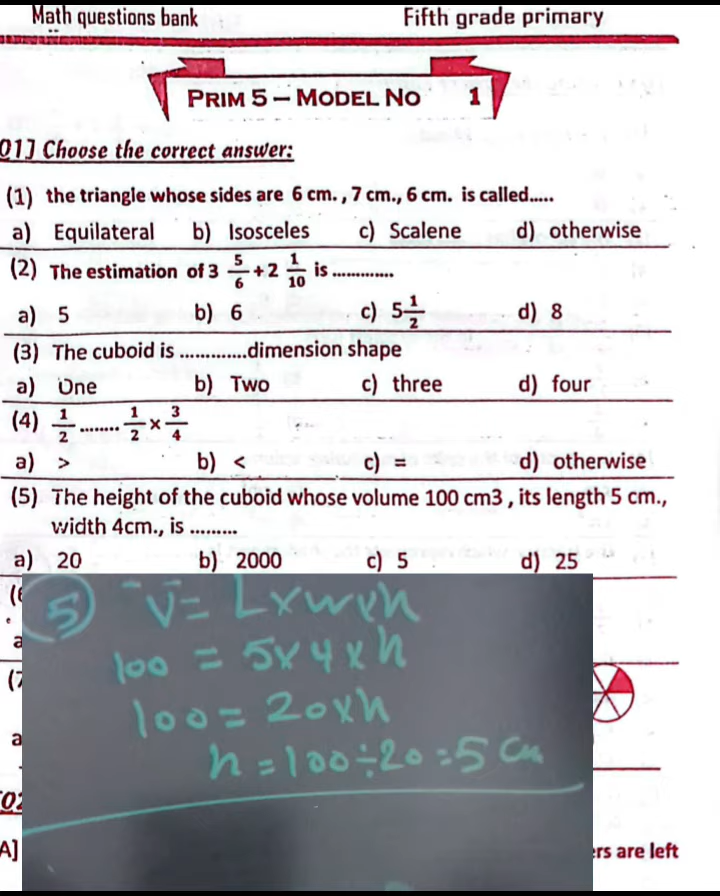 Math questions bank Fifth grade primary
PRIM 5 – MODEL NO 1
Q1] Choose the correct answer:
(1) the triangle whose sides are 6 cm. , 7 cm., 6 cm. is called.....
a) Equilateral b) Isosceles c) Scalene d) otherwise
(2) The estimation of 3 5/6 + 2 1/10 is .............
a) 5 b) 6 c) 5 1/2 d) 8
(3) The cuboid is .............dimension shape
a) One b) Two c) three d) four
(4) 1/2 ........ 1/2 × 3/4
a) > b) < c) = d) otherwise
(5) The height of the cuboid whose volume 100 cm3 , its length 5 cm.,
width 4cm., is .........
a) 20 b) 2000 c) 5 d) 25
(6
5 V = L×w×h
a
100 = 5×4×h
(7
100 = 20×h
a
h = 100÷20=5 Cm
Q2
A] ers are left